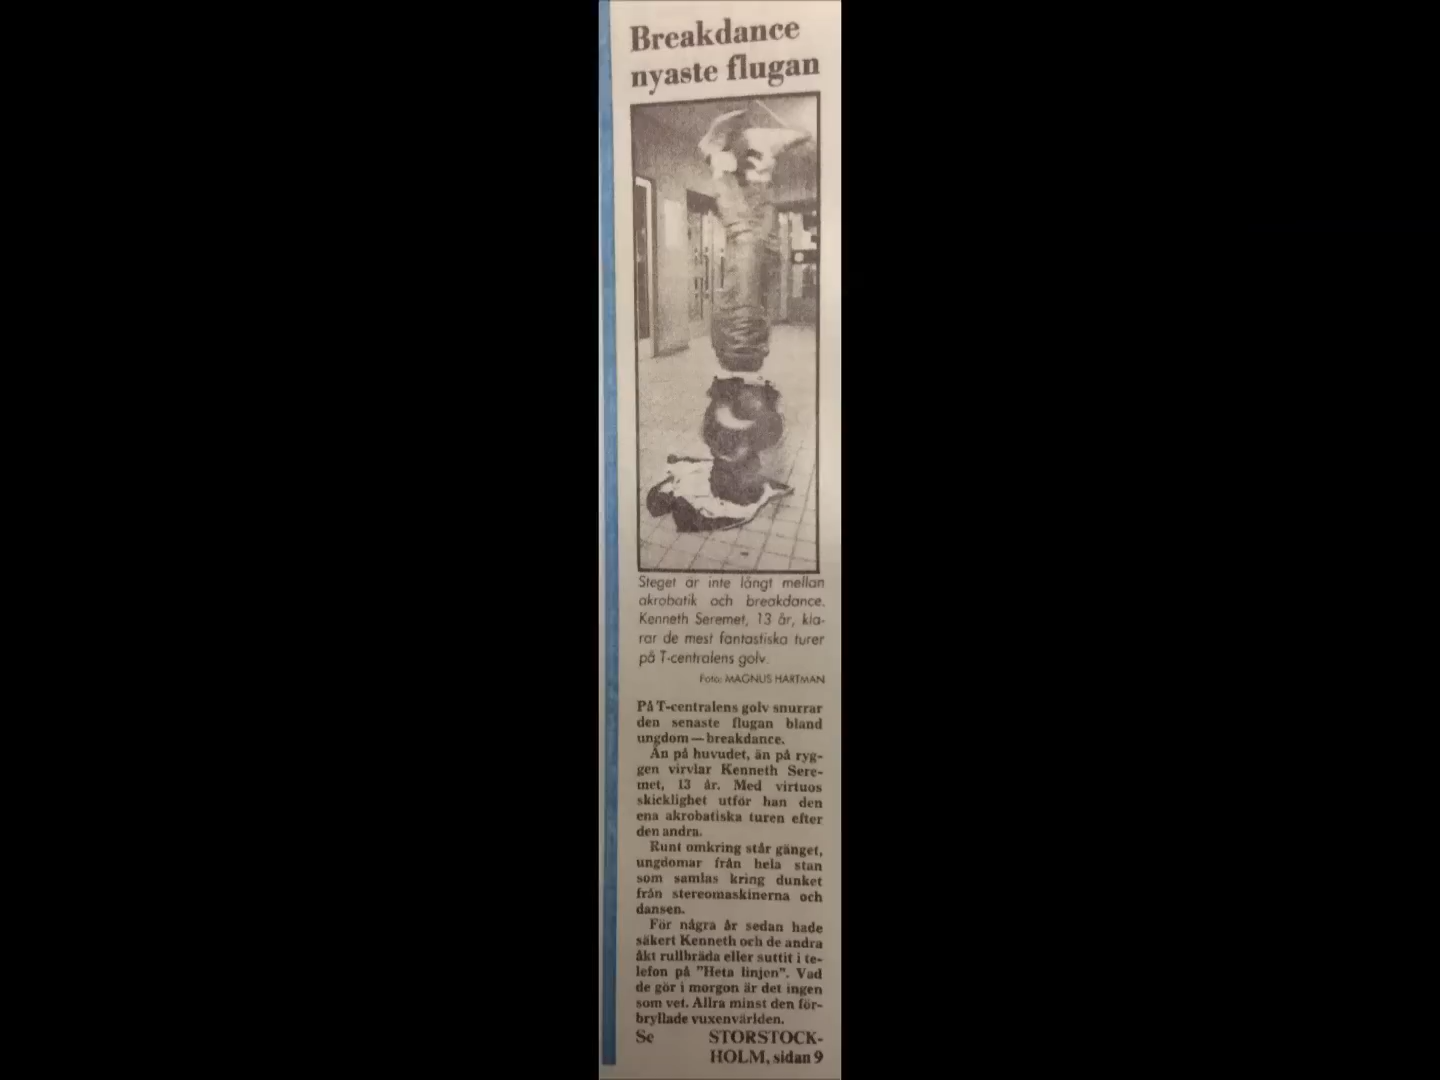 Breakdance
nyaste flugan
Steget är inte långt mellan
akrobatik och breakdance.
Kenneth Seremet, 13 år, kla-
rar de mest fantastiska turer
på T-centralens golv.
Foto: MAGNUS HARTMAN
På T-centralens golv snurrar
den senaste flugan bland
ungdom — breakdance.
Än på huvudet, än på ryg-
gen virvlar Kenneth Sere-
met, 13 år. Med virtuos
skicklighet utför han den
ena akrobatiska turen efter
den andra.
Runt omkring står gänget,
ungdomar från hela stan
som samlas kring dunket
från stereomaskinerna och
dansen.
För några år sedan hade
säkert Kenneth och de andra
åkt rullbräda eller suttit i te-
lefon på "Heta linjen". Vad
de gör i morgon är det ingen
som vet. Allra minst den för-
bryllade vuxenvärlden.
Se STORSTOCK-
HOLM, sidan 9